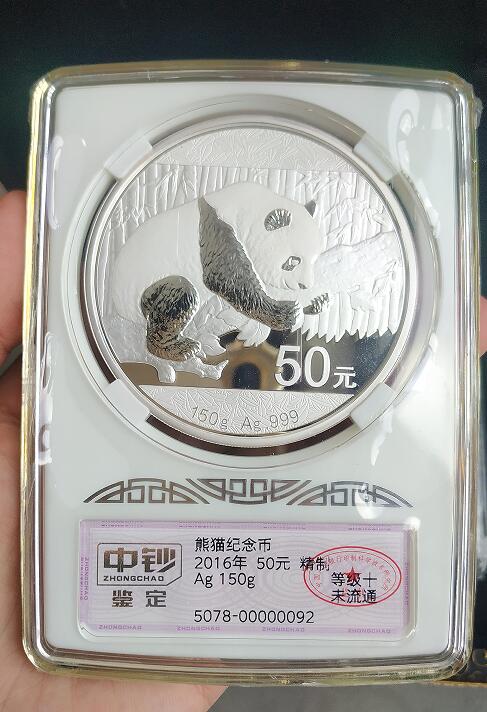 50元
150g Ag 999
中钞
ZHONGCHAO
鉴定
熊猫纪念币
2016年 50元 精制
Ag 150g
等级十
未流通
5078-00000092